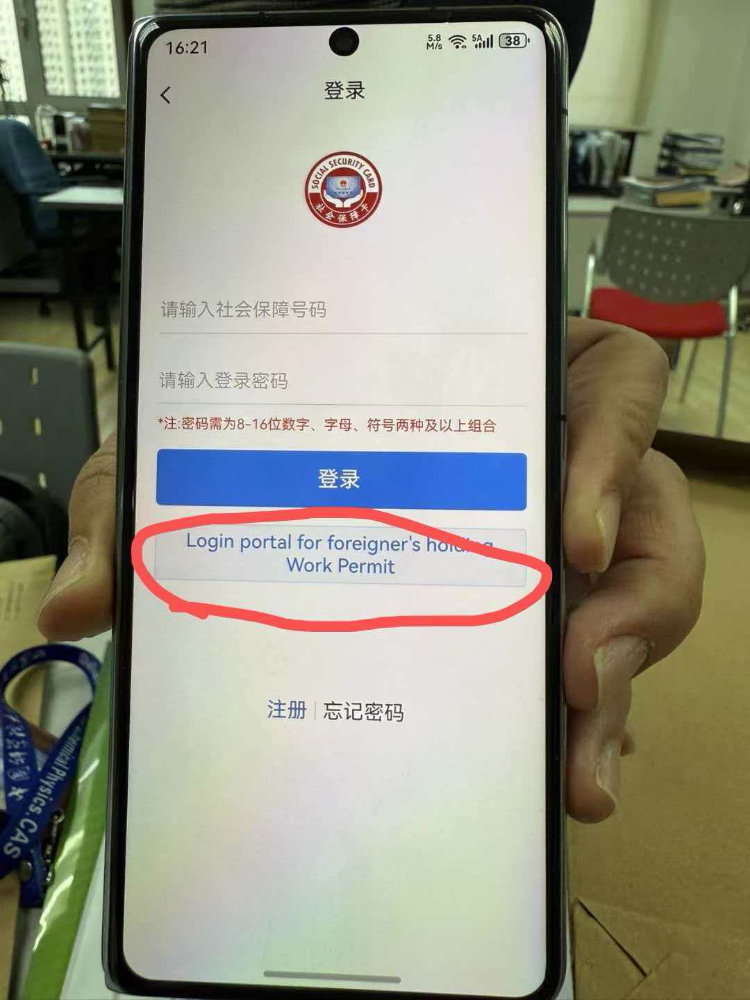 16:21
5.8 M/s 5A 38
登录
SOCIAL SECURITY CARD
社会保障卡
请输入社会保障号码
请输入登录密码
*注:密码需为8-16位数字、字母、符号两种及以上组合
登录
Login portal for foreigner's holding
Work Permit
注册 | 忘记密码
Chemical Physics, CAS